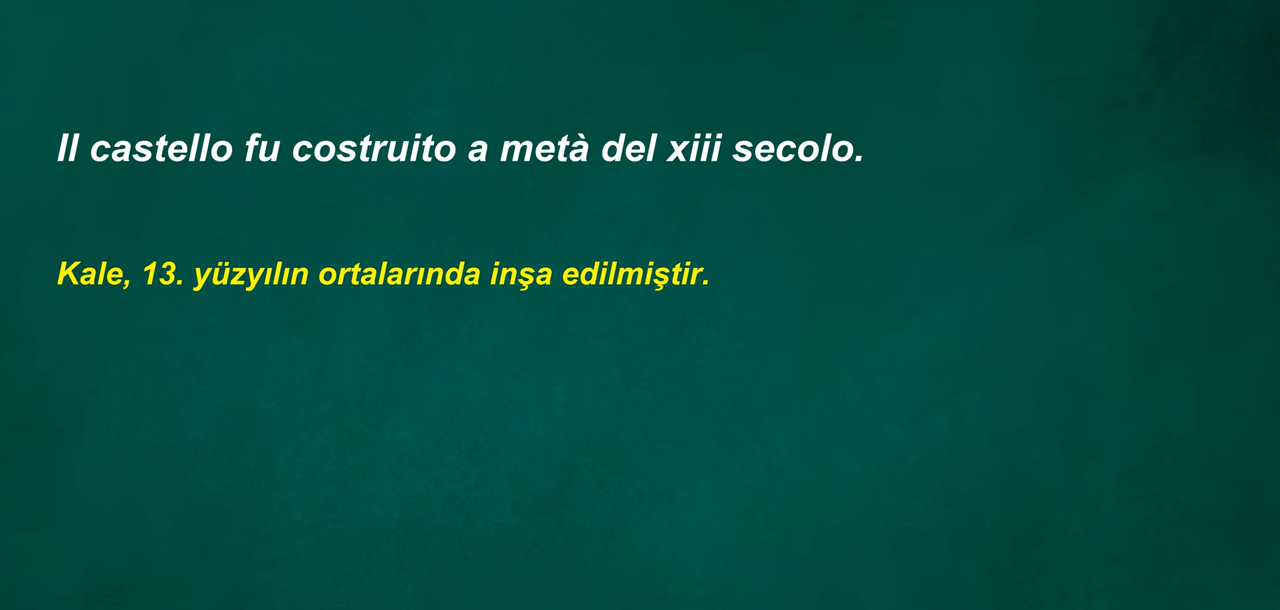 Il castello fu costruito a metà del xiii secolo.
Kale, 13. yüzyılın ortalarında inşa edilmiştir.